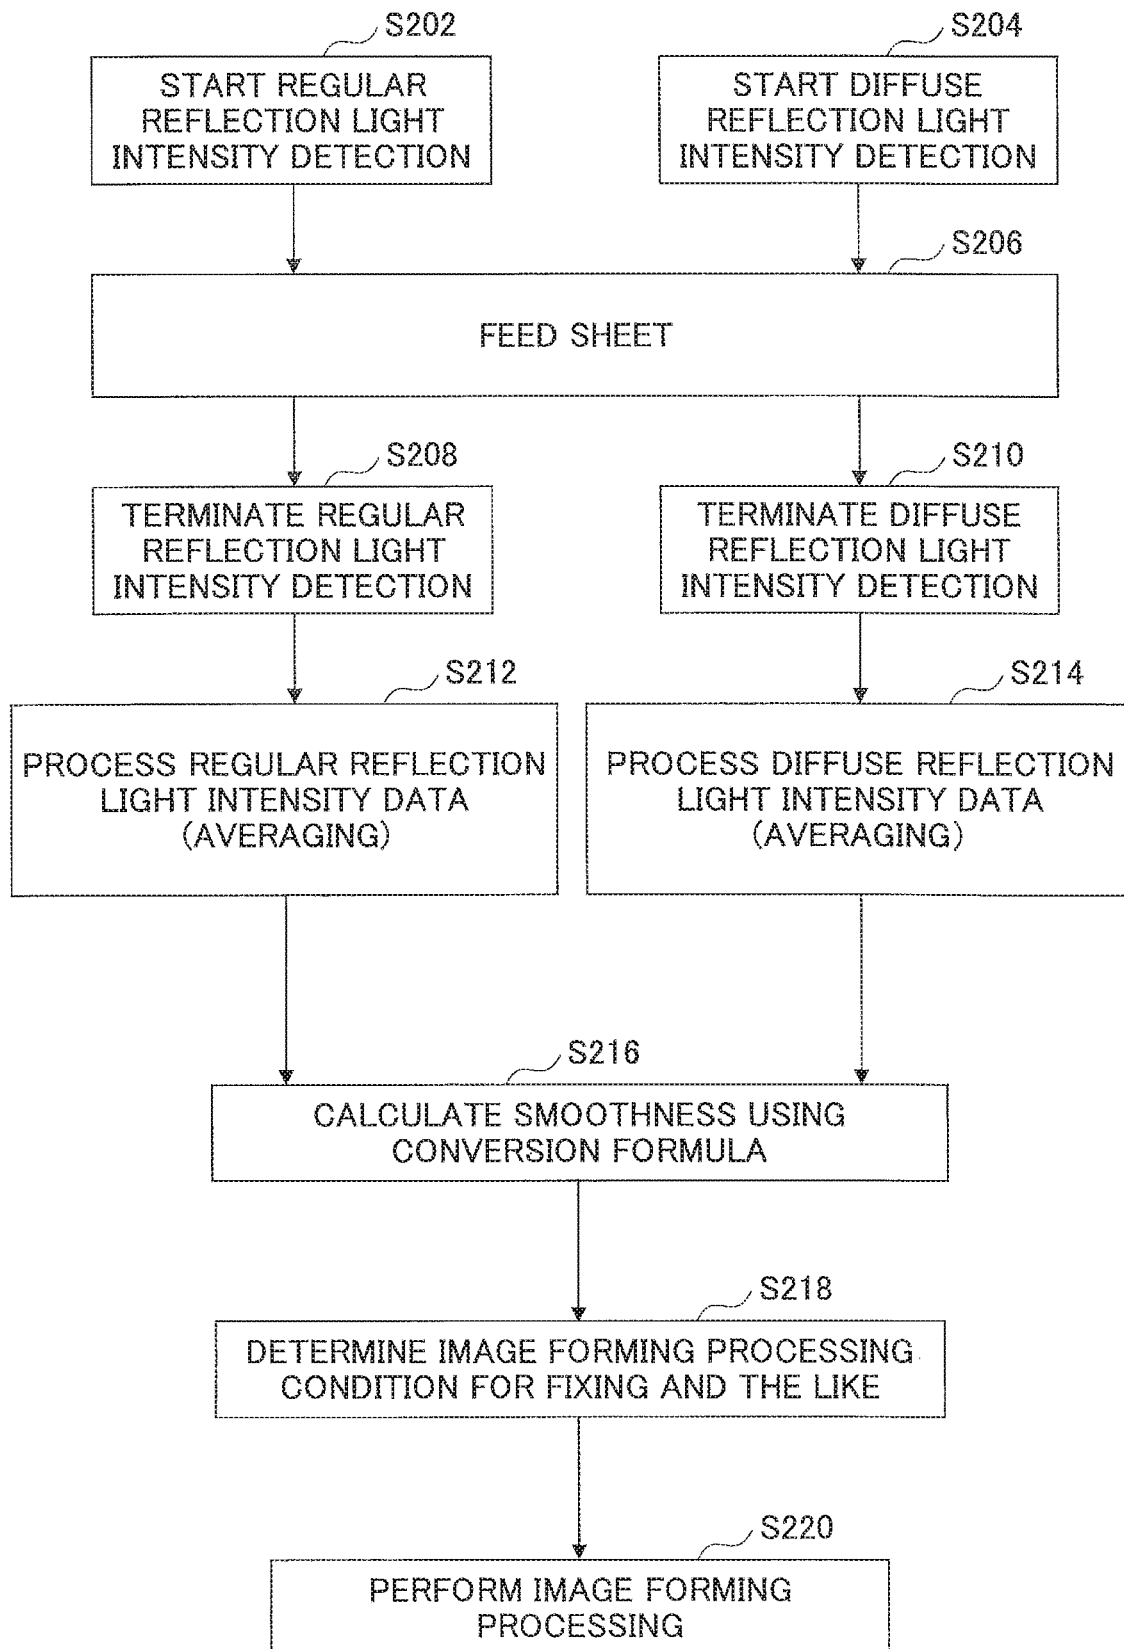 S202
START REGULAR
REFLECTION LIGHT
INTENSITY DETECTION
S204
START DIFFUSE
REFLECTION LIGHT
INTENSITY DETECTION
S206
FEED SHEET
S208
TERMINATE REGULAR
REFLECTION LIGHT
INTENSITY DETECTION
S210
TERMINATE DIFFUSE
REFLECTION LIGHT
INTENSITY DETECTION
S212
PROCESS REGULAR REFLECTION
LIGHT INTENSITY DATA
(AVERAGING)
S214
PROCESS DIFFUSE REFLECTION
LIGHT INTENSITY DATA
(AVERAGING)
S216
CALCULATE SMOOTHNESS USING
CONVERSION FORMULA
S218
DETERMINE IMAGE FORMING PROCESSING
CONDITION FOR FIXING AND THE LIKE
S220
PERFORM IMAGE FORMING
PROCESSING